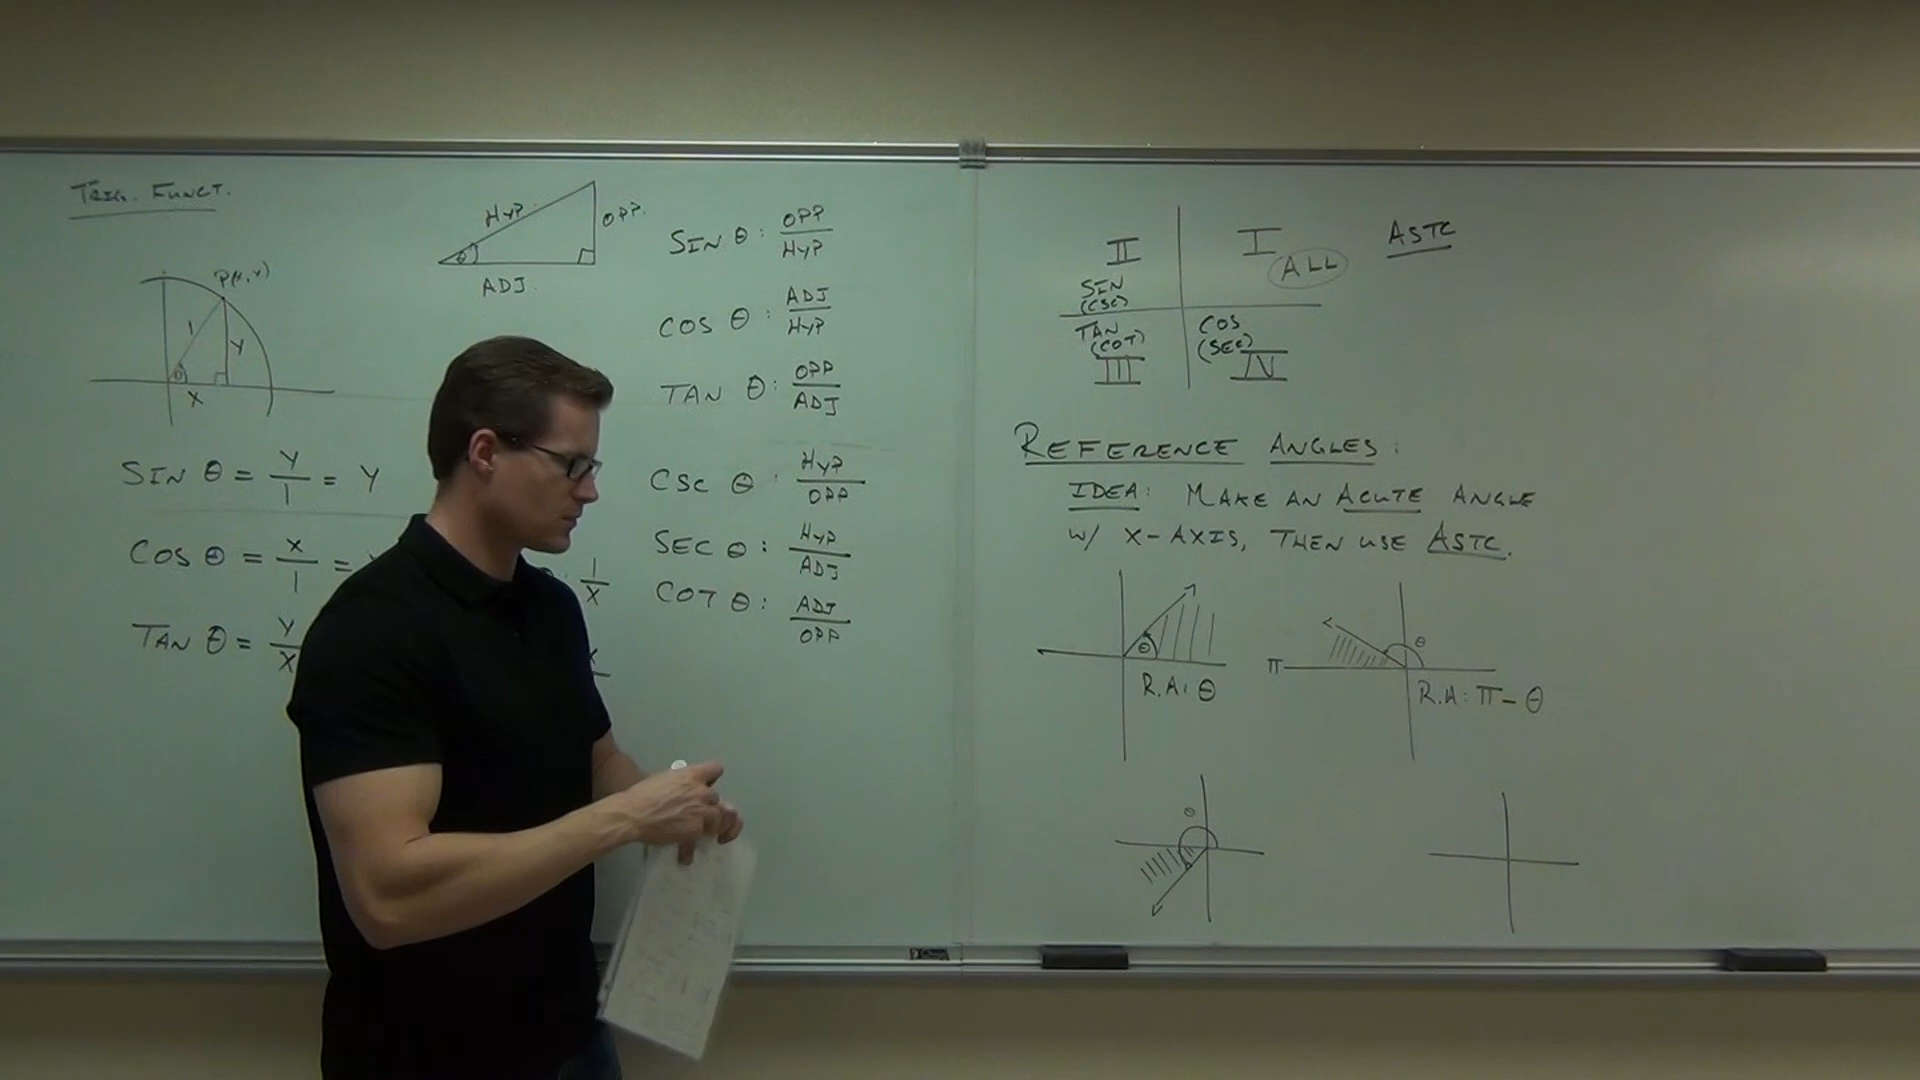 TRIG. FUNCT.
HYP.
OPP.
θ
ADJ.
P(x,y)
1
Y
θ
X
SIN θ = Y/1 = Y
COS θ = X/1 =
TAN θ = Y/X
1/X
SIN θ: OPP/HYP
COS θ: ADJ/HYP
TAN θ: OPP/ADJ
CSC θ: HYP/OPP
SEC θ: HYP/ADJ
COT θ: ADJ/OPP
II
I
ASTC
ALL
SIN
(CSC)
TAN
(COT)
III
COS
(SEC)
IV
REFERENCE ANGLES:
IDEA: MAKE AN ACUTE ANGLE
W/ X-AXIS, THEN USE ASTC.
θ
R.A: θ
θ
π
R.A: π - θ
θ